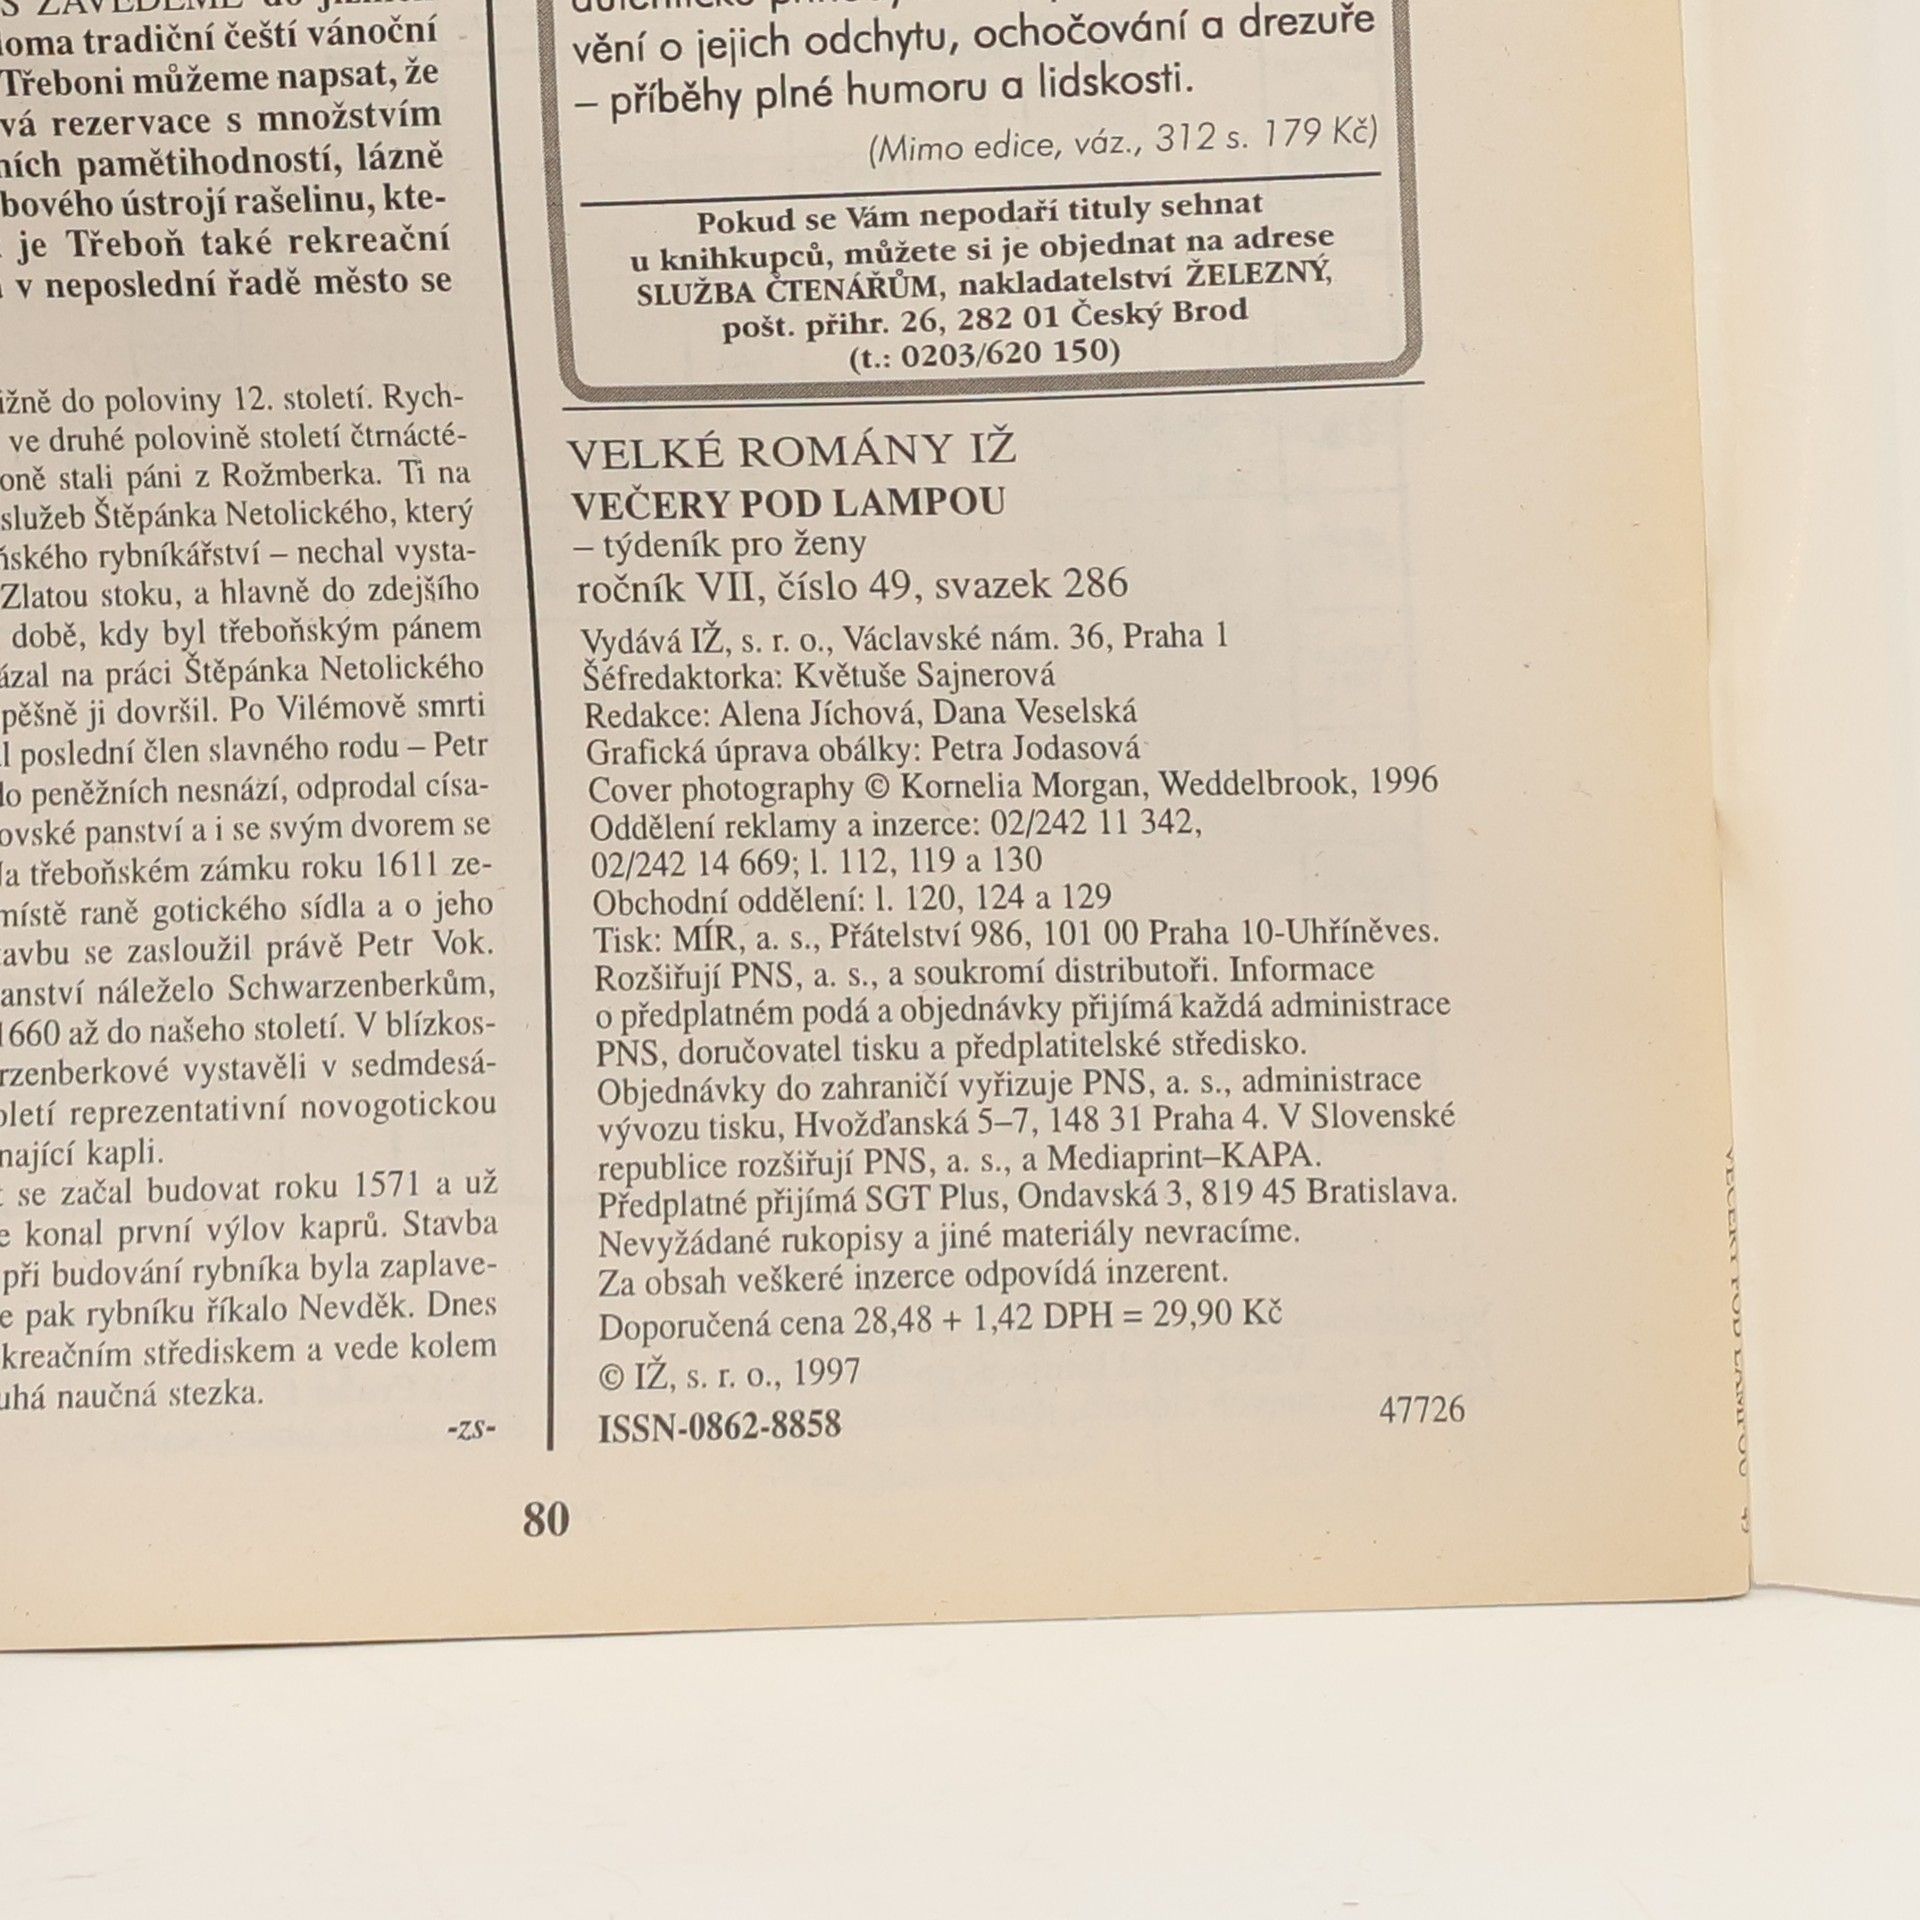 S ZAVEDEME do jižních
doma tradiční čeští vánoční
Třeboni můžeme napsat, že
vá rezervace s množstvím
ních pamětihodností, lázně
bového ústrojí rašelinu, kte-
je Třeboň také rekreační
v neposlední řadě město se
ižně do poloviny 12. století. Rych-
ve druhé polovině století čtrnácté-
oně stali páni z Rožmberka. Ti na
služeb Štěpánka Netolického, který
ňského rybníkářství – nechal vysta-
Zlatou stoku, a hlavně do zdejšího
době, kdy byl třeboňským pánem
ázal na práci Štěpánka Netolického
pěšně ji dovršil. Po Vilémově smrti
l poslední člen slavného rodu – Petr
do peněžních nesnází, odprodal císa-
ovské panství a i se svým dvorem se
Na třeboňském zámku roku 1611 ze-
místě raně gotického sídla a o jeho
tavbu se zasloužil právě Petr Vok.
anství náleželo Schwarzenberkům,
1660 až do našeho století. V blízkos-
rzenberkové vystavěli v sedmdesá-
oletí reprezentativní novogotickou
nající kapli.
t se začal budovat roku 1571 a už
e konal první výlov kaprů. Stavba
při budování rybníka byla zaplave-
e pak rybníku říkalo Nevděk. Dnes
kreačním střediskem a vede kolem
uhá naučná stezka.
-zs-
vění o jejich odchytu, ochočování a drezuře
– příběhy plné humoru a lidskosti.
(Mimo edice, váz., 312 s. 179 Kč)
Pokud se Vám nepodaří tituly sehnat
u knihkupců, můžete si je objednat na adrese
SLUŽBA ČTENÁŘŮM, nakladatelství ŽELEZNÝ,
pošt. přihr. 26, 282 01 Český Brod
(t.: 0203/620 150)
VELKÉ ROMÁNY IŽ
VEČERY POD LAMPOU
– týdeník pro ženy
ročník VII, číslo 49, svazek 286
Vydává IŽ, s. r. o., Václavské nám. 36, Praha 1
Šéfredaktorka: Květuše Sajnerová
Redakce: Alena Jíchová, Dana Veselská
Grafická úprava obálky: Petra Jodasová
Cover photography © Kornelia Morgan, Weddelbrook, 1996
Oddělení reklamy a inzerce: 02/242 11 342,
02/242 14 669; l. 112, 119 a 130
Obchodní oddělení: l. 120, 124 a 129
Tisk: MÍR, a. s., Přátelství 986, 101 00 Praha 10-Uhříněves.
Rozšiřují PNS, a. s., a soukromí distributoři. Informace
o předplatném podá a objednávky přijímá každá administrace
PNS, doručovatel tisku a předplatitelské středisko.
Objednávky do zahraničí vyřizuje PNS, a. s., administrace
vývozu tisku, Hvožďanská 5–7, 148 31 Praha 4. V Slovenské
republice rozšiřují PNS, a. s., a Mediaprint–KAPA.
Předplatné přijímá SGT Plus, Ondavská 3, 819 45 Bratislava.
Nevyžádané rukopisy a jiné materiály nevracíme.
Za obsah veškeré inzerce odpovídá inzerent.
Doporučená cena 28,48 + 1,42 DPH = 29,90 Kč
© IŽ, s. r. o., 1997
ISSN-0862-8858
47726
80
VEČERY POD LAMPOU 49